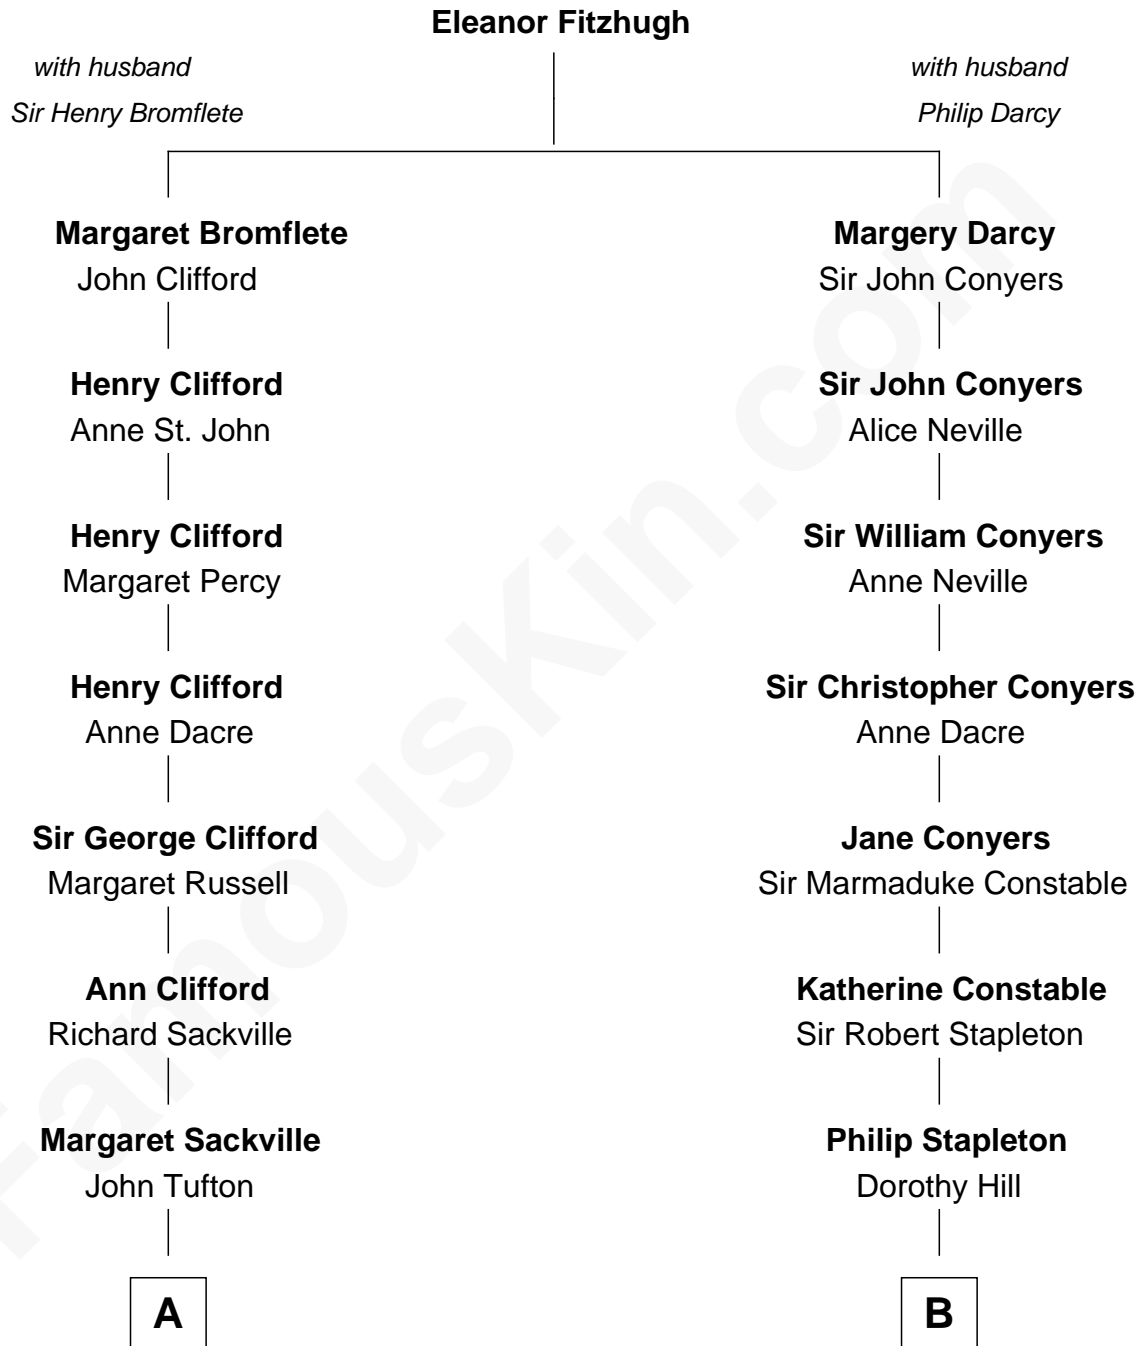 Eleanor Fitzhugh
with husband
Sir Henry Bromflete
with husband
Philip Darcy
Margaret Bromflete
John Clifford
Henry Clifford
Anne St. John
Henry Clifford
Margaret Percy
Henry Clifford
Anne Dacre
Sir George Clifford
Margaret Russell
Ann Clifford
Richard Sackville
Margaret Sackville
John Tufton
A
Margery Darcy
Sir John Conyers
Sir John Conyers
Alice Neville
Sir William Conyers
Anne Neville
Sir Christopher Conyers
Anne Dacre
Jane Conyers
Sir Marmaduke Constable
Katherine Constable
Sir Robert Stapleton
Philip Stapleton
Dorothy Hill
B
FamousKin.com